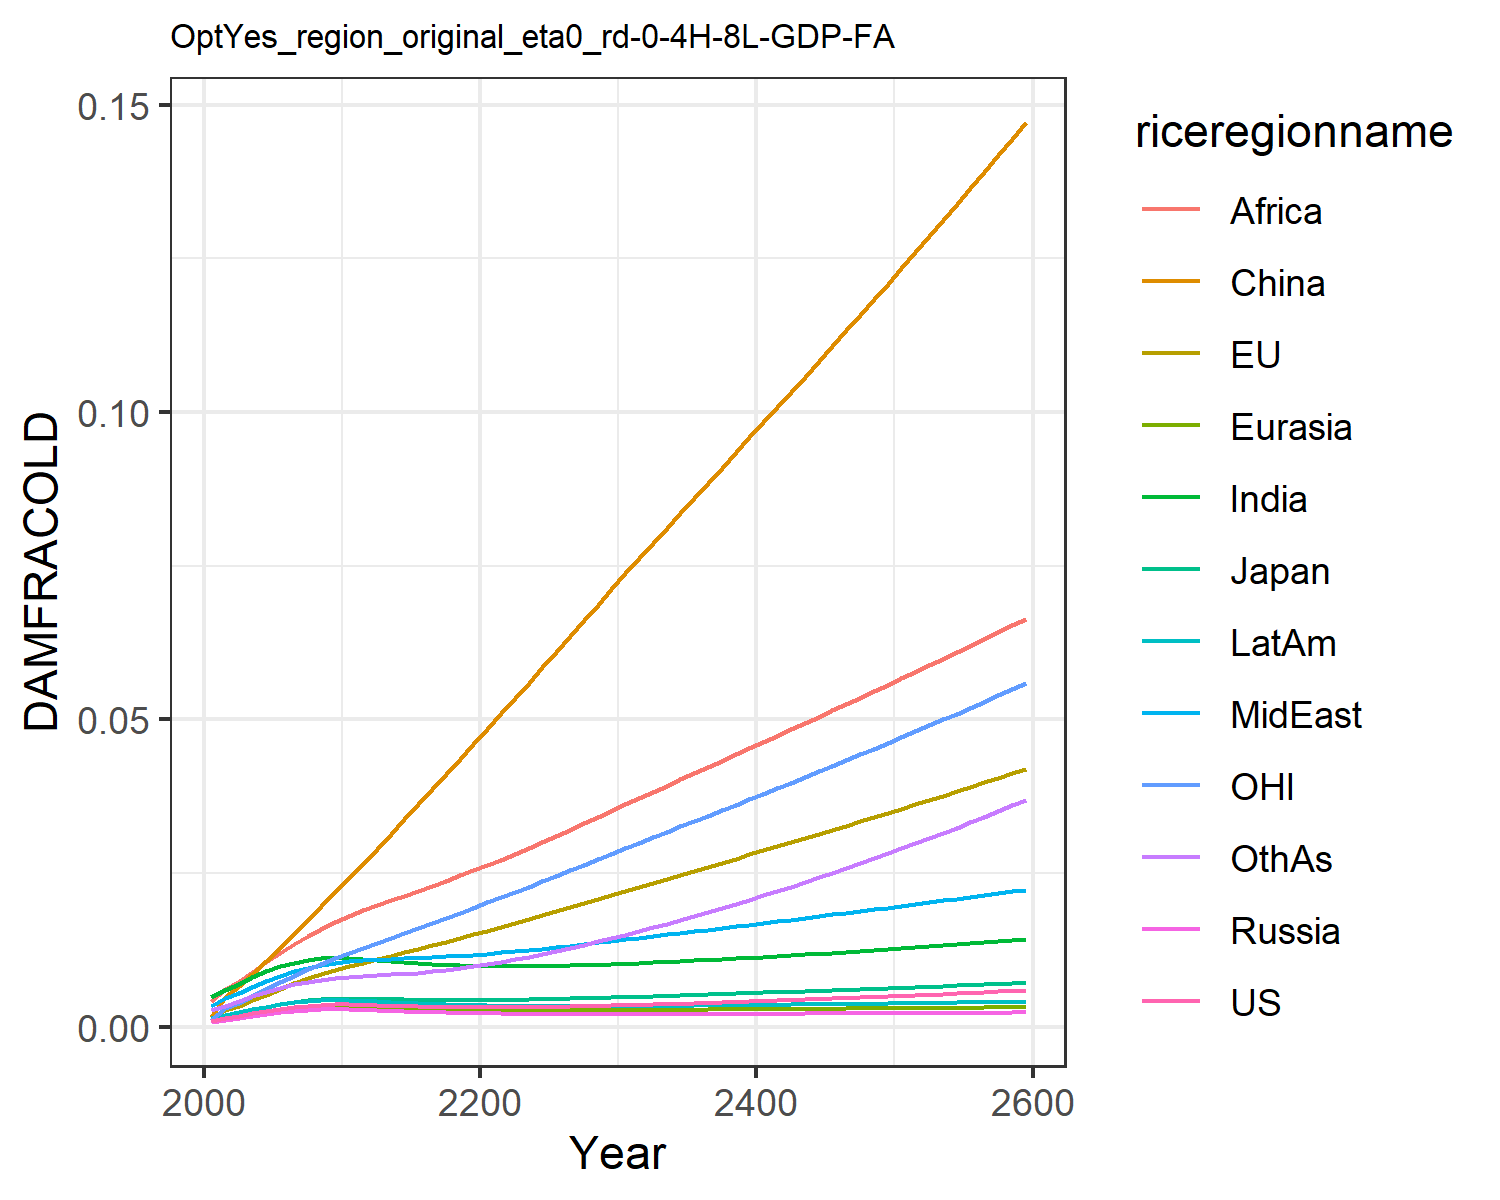 OptYes_region_original_eta0_rd-0-4H-8L-GDP-FA
0.15
0.10
0.05
0.00
DAMFRACOLD
2000 2200 2400 2600
Year
riceregionname
Africa
China
EU
Eurasia
India
Japan
LatAm
MidEast
OHI
OthAs
Russia
US